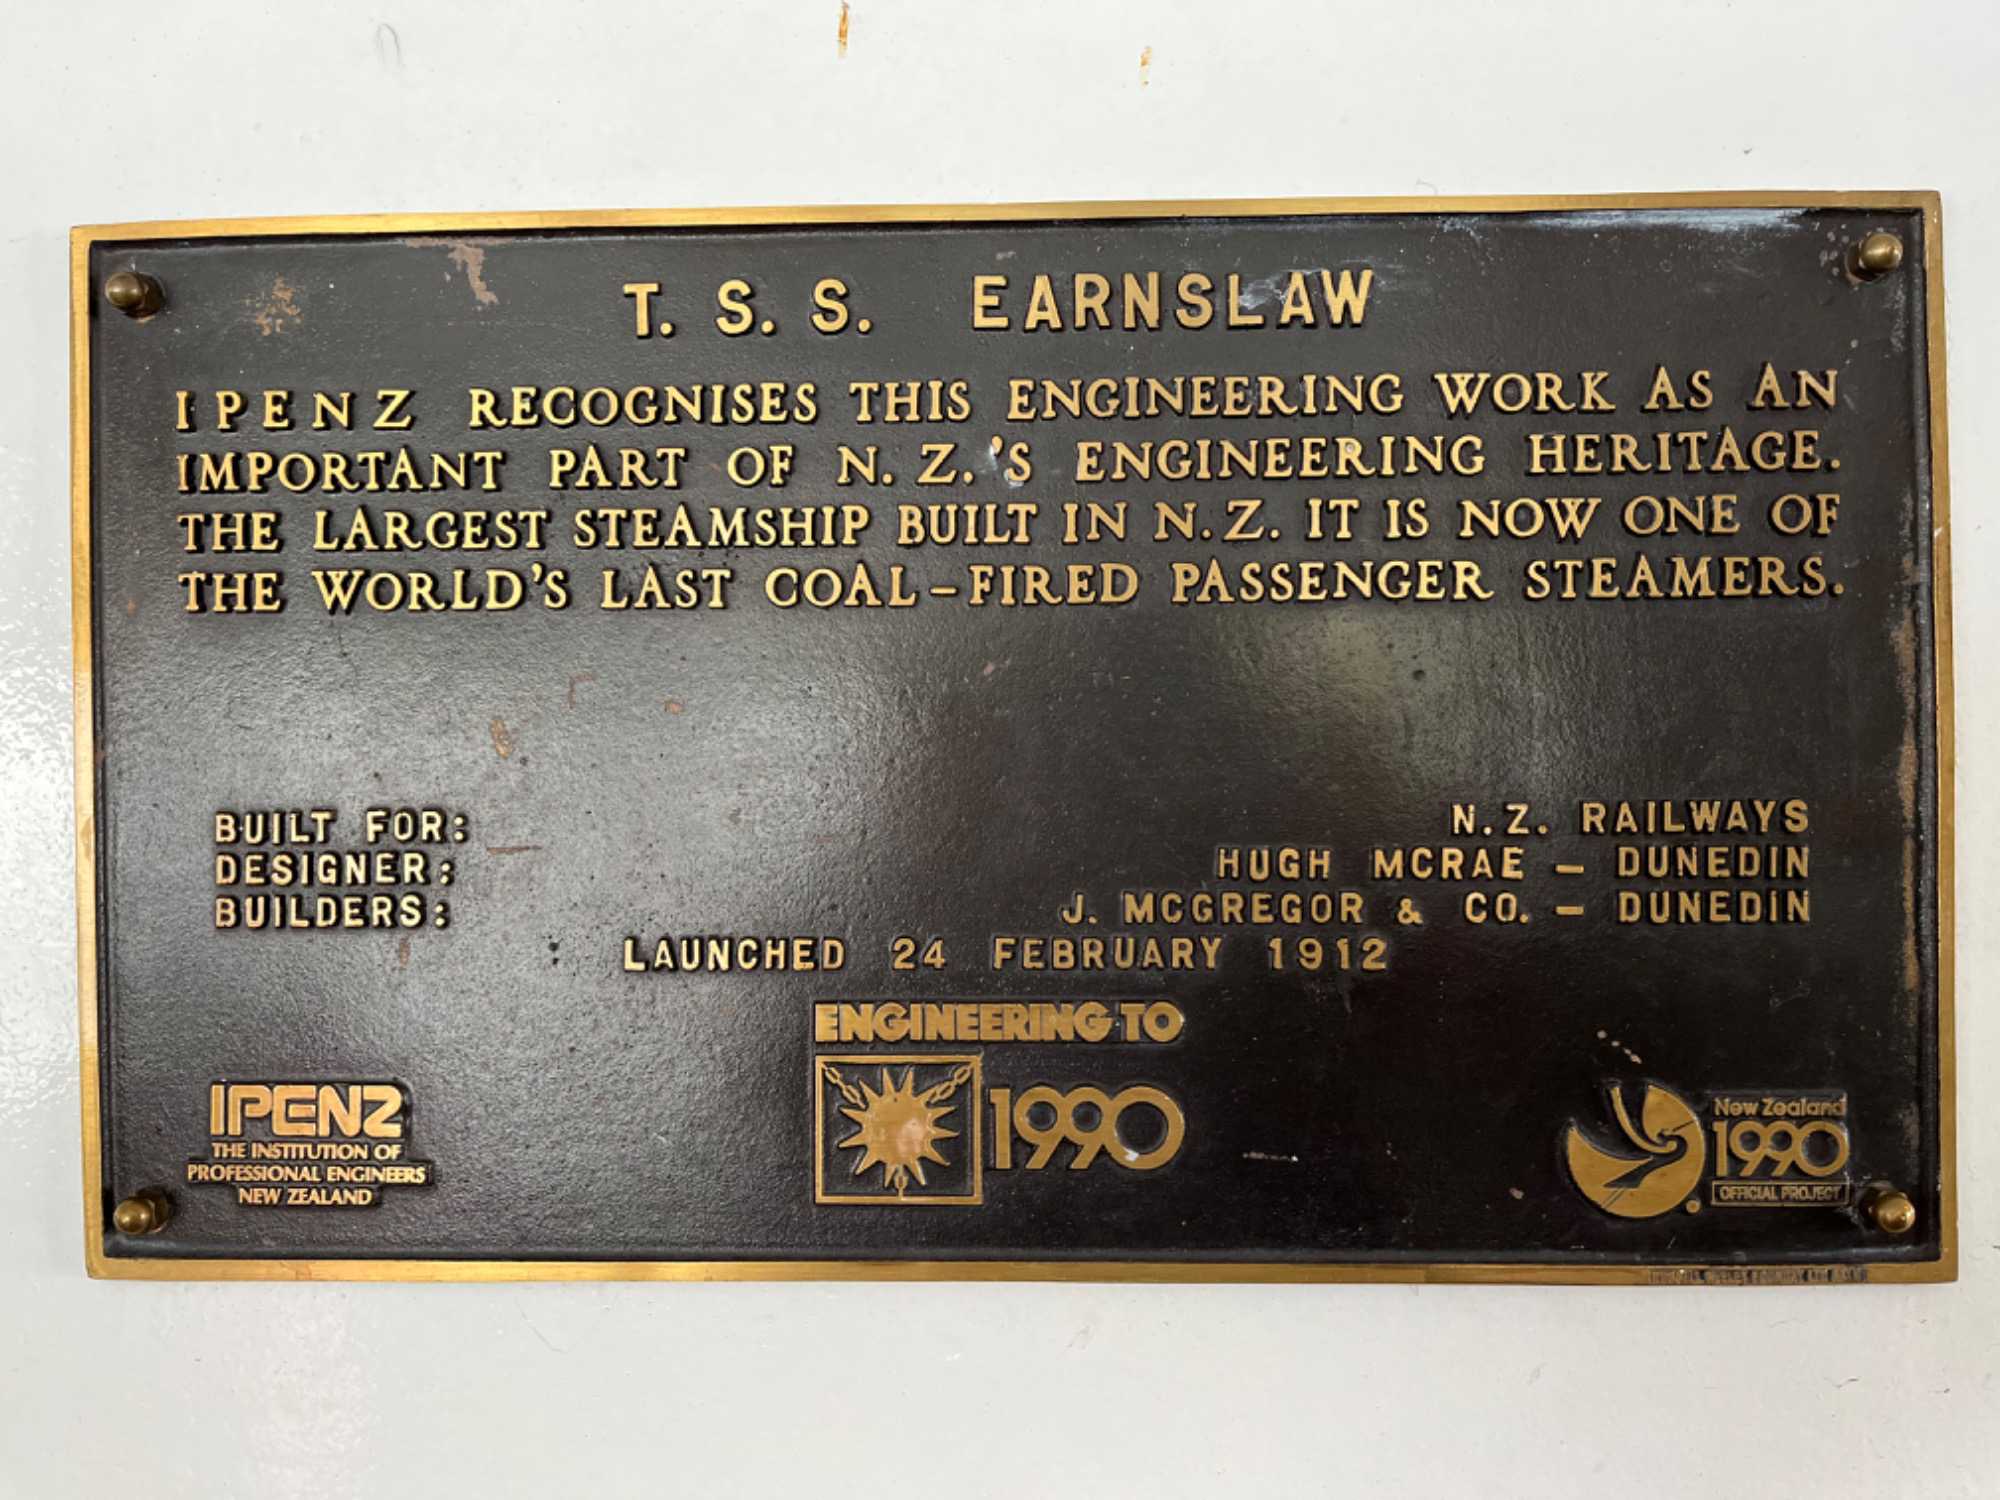 T. S. S. EARNSLAW
I P E N Z RECOGNISES THIS ENGINEERING WORK AS AN
IMPORTANT PART OF N. Z.'S ENGINEERING HERITAGE.
THE LARGEST STEAMSHIP BUILT IN N. Z. IT IS NOW ONE OF
THE WORLD'S LAST COAL-FIRED PASSENGER STEAMERS.
BUILT FOR: N. Z. RAILWAYS
DESIGNER: HUGH MCRAE – DUNEDIN
BUILDERS: J. MCGREGOR & CO. – DUNEDIN
LAUNCHED 24 FEBRUARY 1912
ENGINEERING TO
1990
IPENZ
THE INSTITUTION OF
PROFESSIONAL ENGINEERS
NEW ZEALAND
New Zealand
1990
OFFICIAL PROJECT